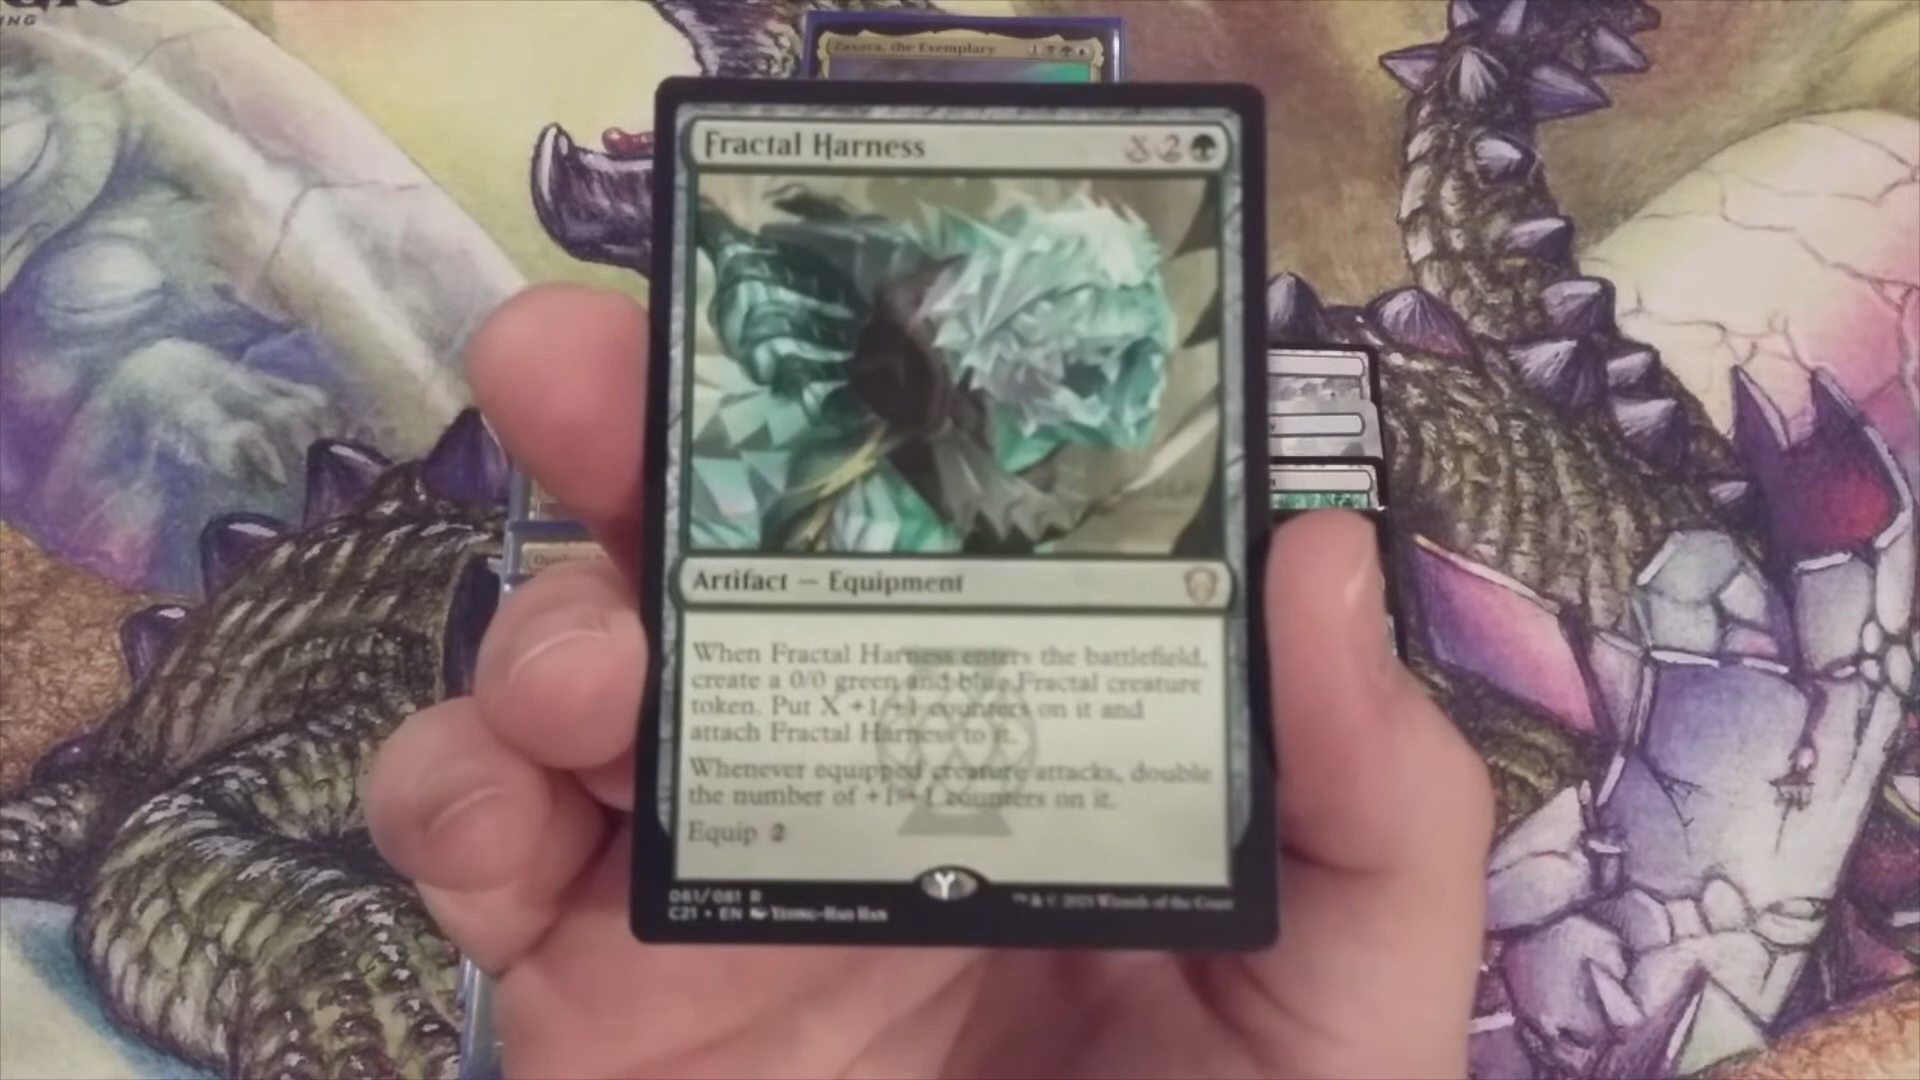 ING
Zaxara, the Exemplary 1
Fractal Harness X 2
Artifact — Equipment
When Fractal Harness enters the battlefield,
create a 0/0 green and blue Fractal creature
token. Put X +1/+1 counters on it and
attach Fractal Harness to it.
Whenever equipped creature attacks, double
the number of +1/+1 counters on it.
Equip 2
061/081 R
C21 • EN Yeong-Hao Han
™ & © 2021 Wizards of the Coast